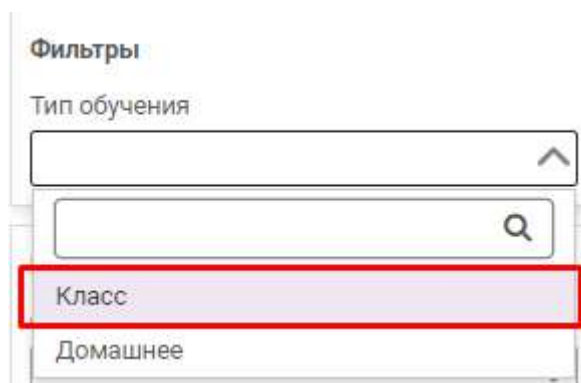 Фильтры
Тип обучения
Класс
Домашнее